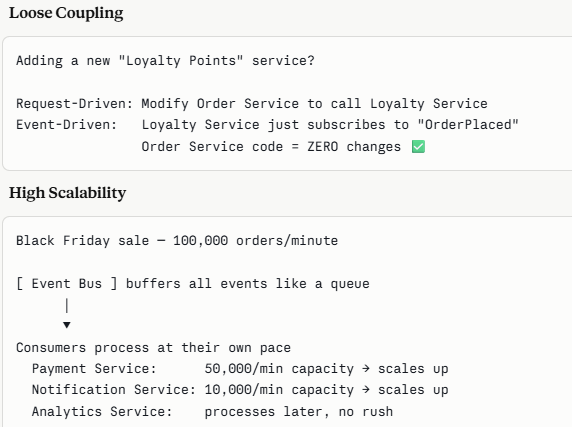 Loose Coupling
Adding a new "Loyalty Points" service?
Request-Driven: Modify Order Service to call Loyalty Service
Event-Driven:   Loyalty Service just subscribes to "OrderPlaced"
                Order Service code = ZERO changes ✅
High Scalability
Black Friday sale — 100,000 orders/minute
[ Event Bus ] buffers all events like a queue
      |
      ▼
Consumers process at their own pace
  Payment Service:      50,000/min capacity → scales up
  Notification Service: 10,000/min capacity → scales up
  Analytics Service:    processes later, no rush